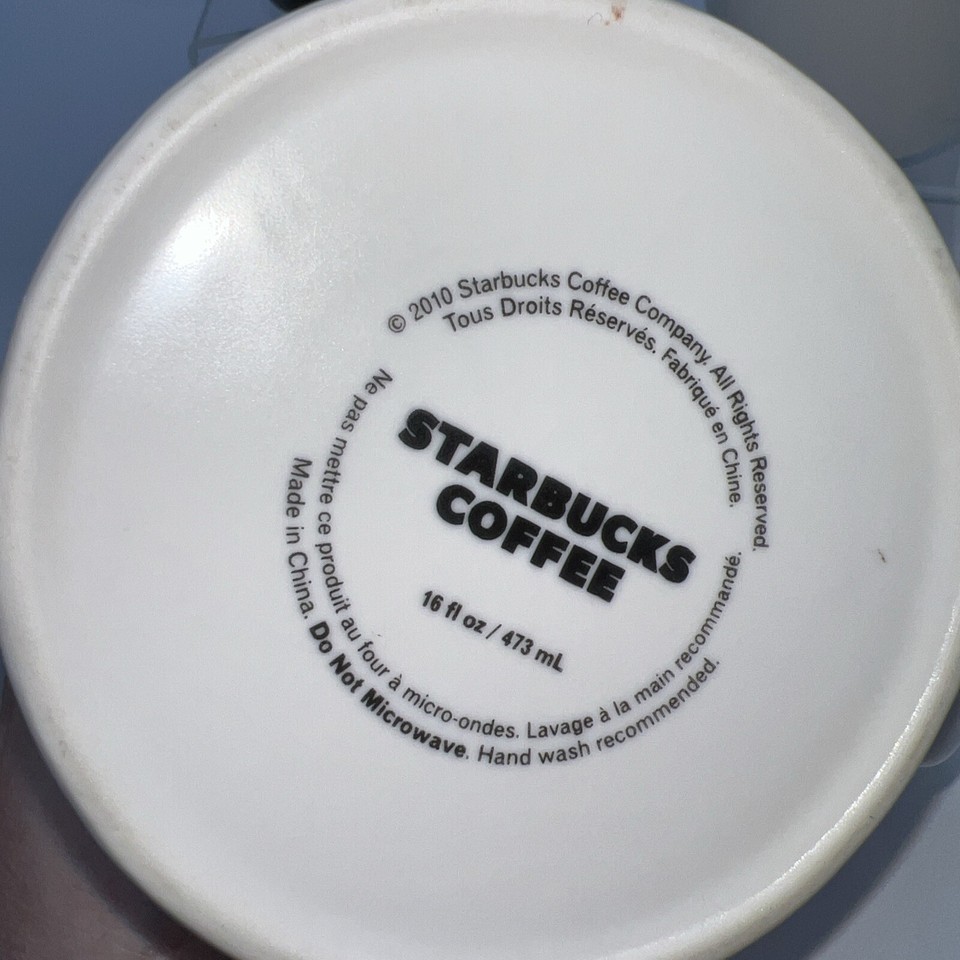 © 2010 Starbucks Coffee Company. All Rights Reserved.
Tous Droits Réservés. Fabriqué en Chine.
STARBUCKS
COFFEE
16 fl oz / 473 mL
Ne pas mettre ce produit au four à micro-ondes. Lavage à la main recommandé.
Made in China. Do Not Microwave. Hand wash recommended.